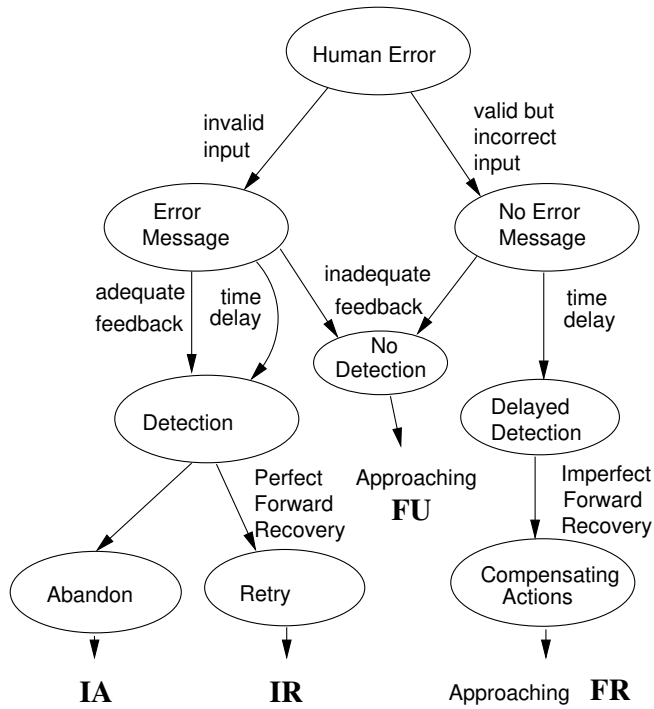 Human Error
invalid
input
valid but
incorrect
input
Error
Message
No Error
Message
adequate
feedback
time
delay
inadequate
feedback
time
delay
No
Detection
Detection
Delayed
Detection
Perfect
Forward
Recovery
Approaching
FU
Imperfect
Forward
Recovery
Abandon
Retry
Compensating
Actions
IA
IR
Approaching FR